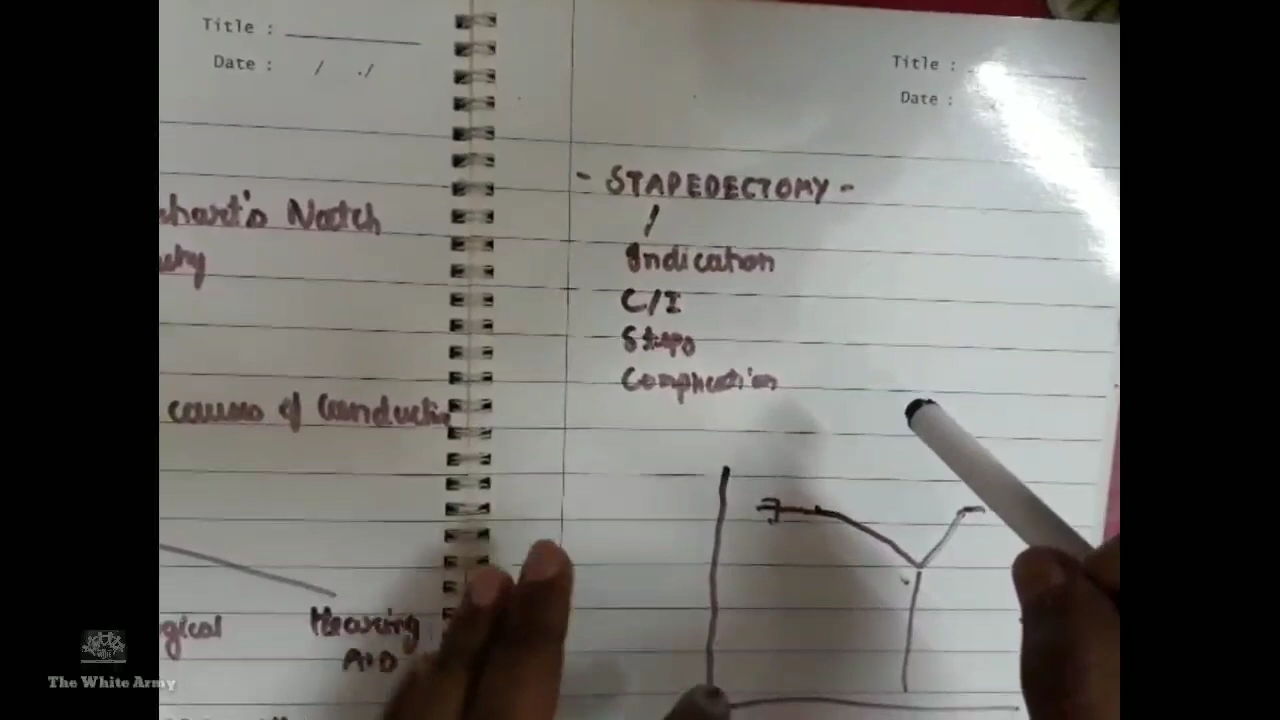 Title :
Date : / /
hart's Notch
causes of Conductiv
gical
Hearing
AID
Title :
Date :
- STAPEDECTOMY -
Indication
C/I
Steps
Complication
The White Army